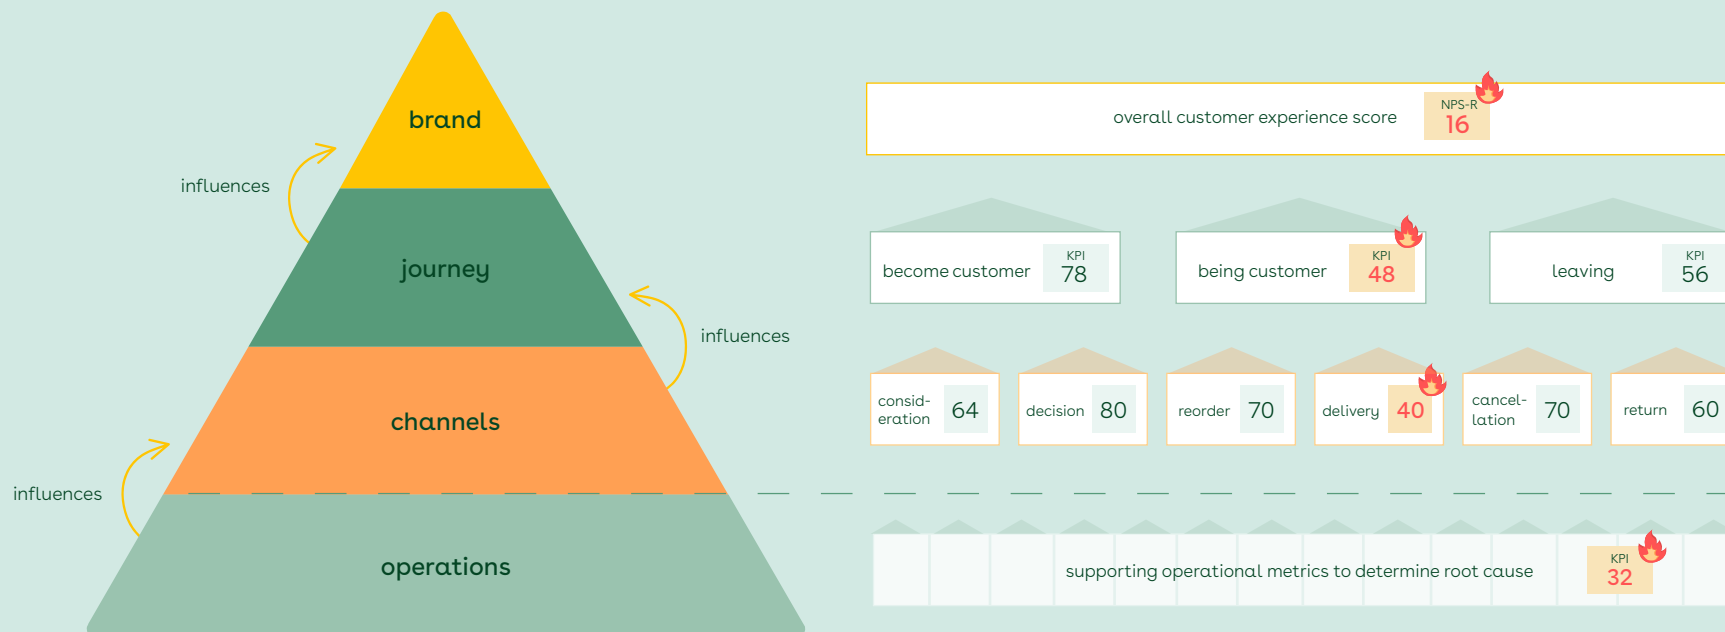 brand
influences
journey
influences
channels
influences
operations
overall customer experience score
NPS-R
16
become customer
KPI
78
being customer
KPI
48
leaving
KPI
56
consid-
eration
64
decision
80
reorder
70
delivery
40
cancel-
lation
70
return
60
supporting operational metrics to determine root cause
KPI
32